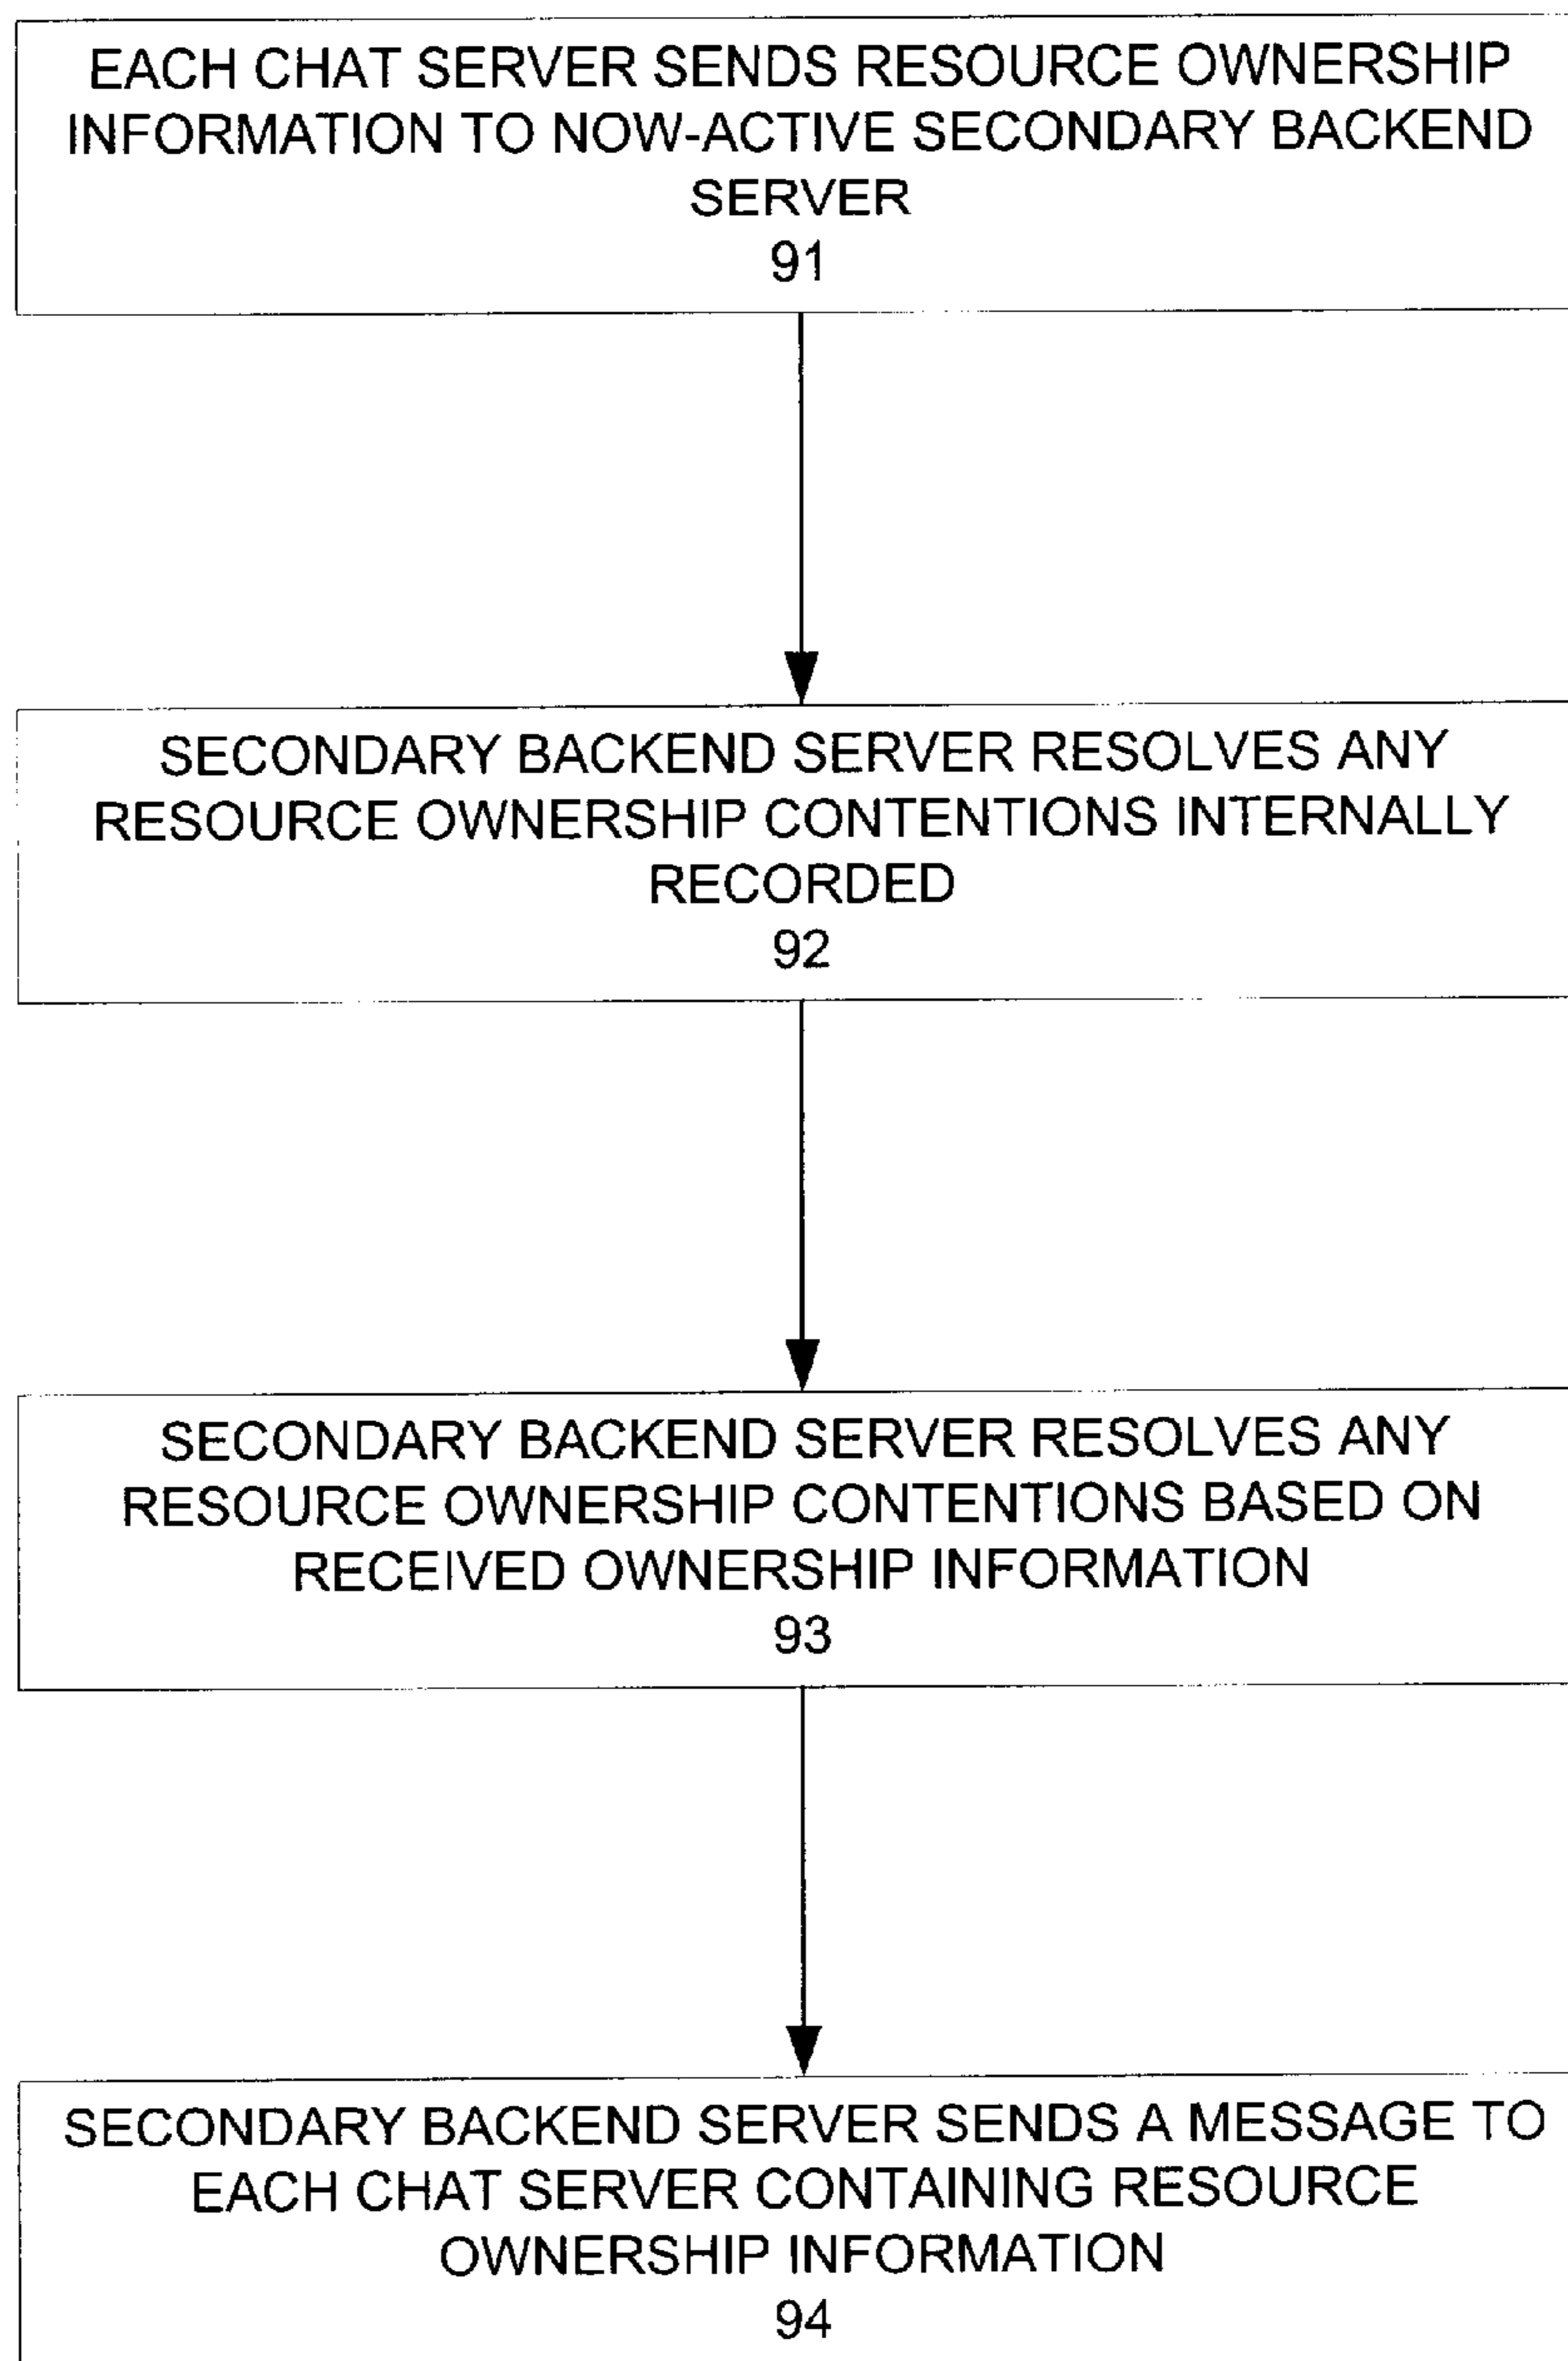 EACH CHAT SERVER SENDS RESOURCE OWNERSHIP
INFORMATION TO NOW-ACTIVE SECONDARY BACKEND
SERVER
91
SECONDARY BACKEND SERVER RESOLVES ANY
RESOURCE OWNERSHIP CONTENTIONS INTERNALLY
RECORDED
92
SECONDARY BACKEND SERVER RESOLVES ANY
RESOURCE OWNERSHIP CONTENTIONS BASED ON
RECEIVED OWNERSHIP INFORMATION
93
SECONDARY BACKEND SERVER SENDS A MESSAGE TO
EACH CHAT SERVER CONTAINING RESOURCE
OWNERSHIP INFORMATION
94